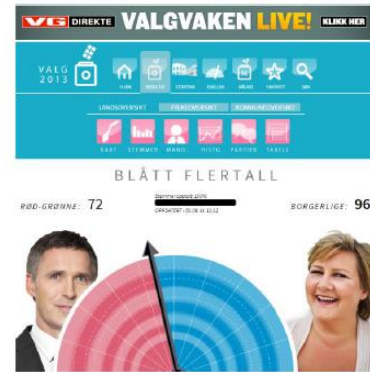 VG DIREKTE VALGVAKEN LIVE! KLIKK HER
VALG
2013
HJEM
LANDSOVERSIKT FYLKESOVERSIKT KOMMUNEOVERSIKT
KART STEMMER MAND. HISTO. PARTIER TABELL
BLÅTT FLERTALL
RØD-GRØNNE: 72
BORGERLIGE: 96